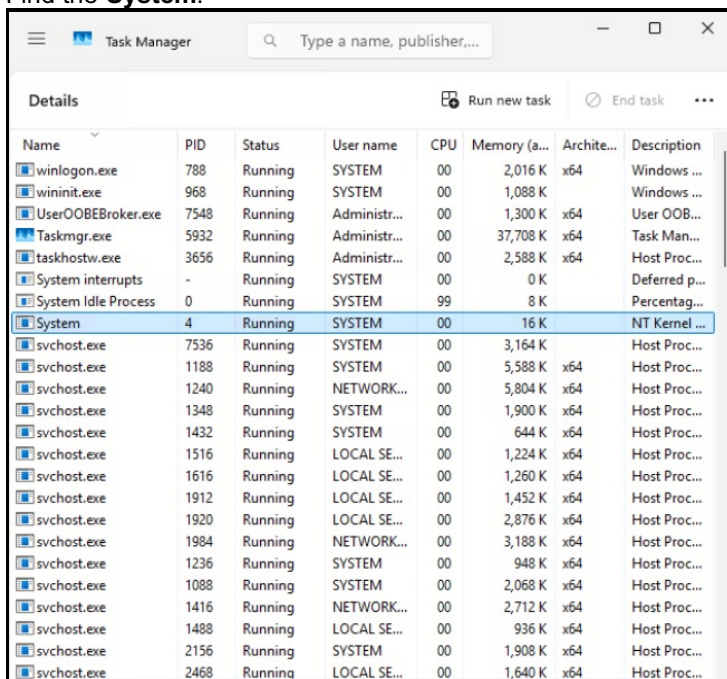 Find the System.
Task Manager
Type a name, publisher,...
Details Run new task End task
Name PID Status User name CPU Memory (a... Archite... Description
winlogon.exe 788 Running SYSTEM 00 2,016 K x64 Windows ...
wininit.exe 968 Running SYSTEM 00 1,088 K Windows ...
UserOOBEBroker.exe 7548 Running Administr... 00 1,300 K x64 User OOB...
Taskmgr.exe 5932 Running Administr... 00 37,708 K x64 Task Man...
taskhostw.exe 3656 Running Administr... 00 2,588 K x64 Host Proc...
System interrupts - Running SYSTEM 00 0 K Deferred p...
System Idle Process 0 Running SYSTEM 99 8 K Percentag...
System 4 Running SYSTEM 00 16 K NT Kernel ...
svchost.exe 7536 Running SYSTEM 00 3,164 K Host Proc...
svchost.exe 1188 Running SYSTEM 00 5,588 K x64 Host Proc...
svchost.exe 1240 Running NETWORK... 00 5,804 K x64 Host Proc...
svchost.exe 1348 Running SYSTEM 00 1,900 K x64 Host Proc...
svchost.exe 1432 Running SYSTEM 00 644 K x64 Host Proc...
svchost.exe 1516 Running LOCAL SE... 00 1,224 K x64 Host Proc...
svchost.exe 1616 Running LOCAL SE... 00 1,260 K x64 Host Proc...
svchost.exe 1912 Running LOCAL SE... 00 1,452 K x64 Host Proc...
svchost.exe 1920 Running LOCAL SE... 00 2,876 K x64 Host Proc...
svchost.exe 1984 Running NETWORK... 00 3,188 K x64 Host Proc...
svchost.exe 1236 Running SYSTEM 00 948 K x64 Host Proc...
svchost.exe 1088 Running SYSTEM 00 2,068 K x64 Host Proc...
svchost.exe 1416 Running NETWORK... 00 2,712 K x64 Host Proc...
svchost.exe 1488 Running LOCAL SE... 00 936 K x64 Host Proc...
svchost.exe 2156 Running SYSTEM 00 1,908 K x64 Host Proc...
svchost.exe 2468 Running LOCAL SE... 00 1,640 K x64 Host Proc...